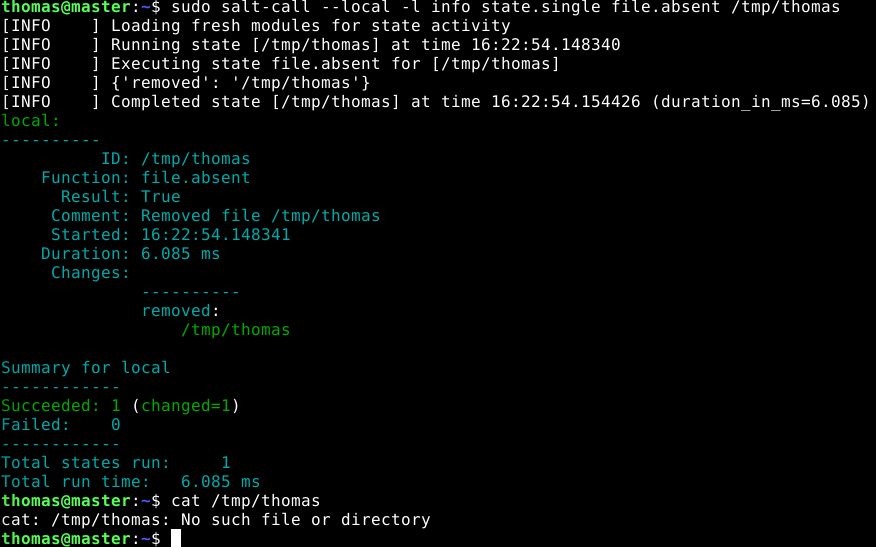 thomas@master:~$ sudo salt-call --local -l info state.single file.absent /tmp/thomas
[INFO    ] Loading fresh modules for state activity
[INFO    ] Running state [/tmp/thomas] at time 16:22:54.148340
[INFO    ] Executing state file.absent for [/tmp/thomas]
[INFO    ] {'removed': '/tmp/thomas'}
[INFO    ] Completed state [/tmp/thomas] at time 16:22:54.154426 (duration_in_ms=6.085)
local:
----------
          ID: /tmp/thomas
    Function: file.absent
      Result: True
     Comment: Removed file /tmp/thomas
     Started: 16:22:54.148341
    Duration: 6.085 ms
     Changes:
              ----------
              removed:
                  /tmp/thomas
Summary for local
------------
Succeeded: 1 (changed=1)
Failed:    0
------------
Total states run:     1
Total run time:   6.085 ms
thomas@master:~$ cat /tmp/thomas
cat: /tmp/thomas: No such file or directory
thomas@master:~$